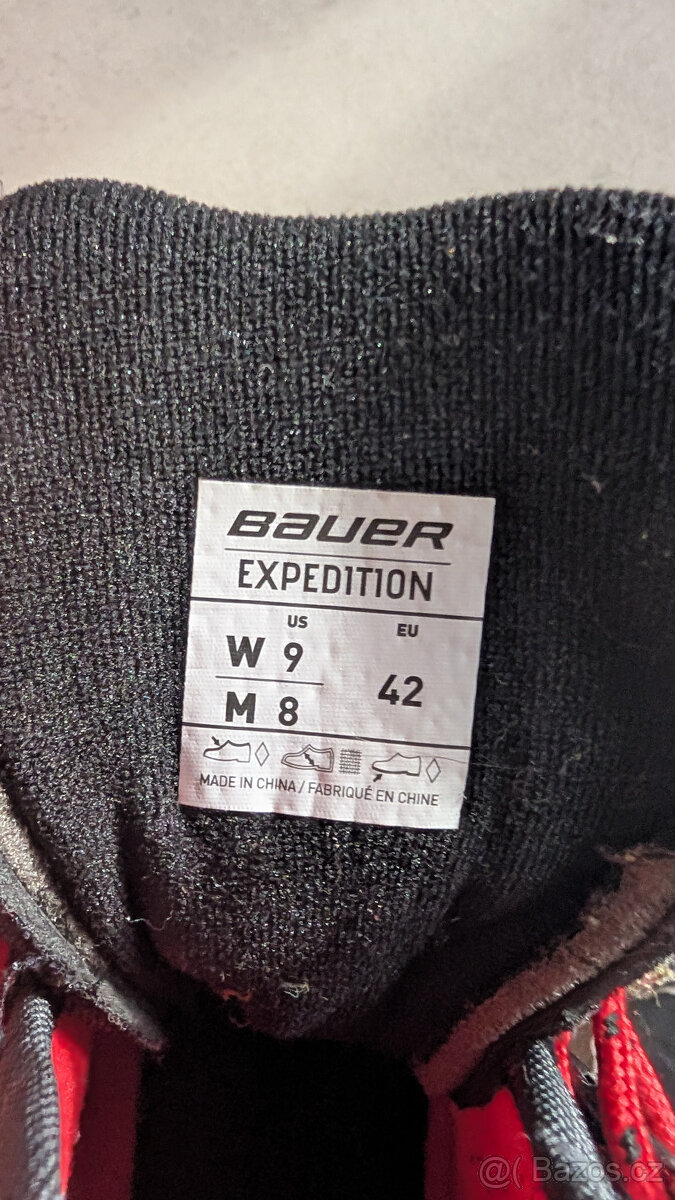 BAUER
EXPEDITION
US
EU
W 9
M 8
42
MADE IN CHINA / FABRIQUÉ EN CHINE
@( Bazos.cz